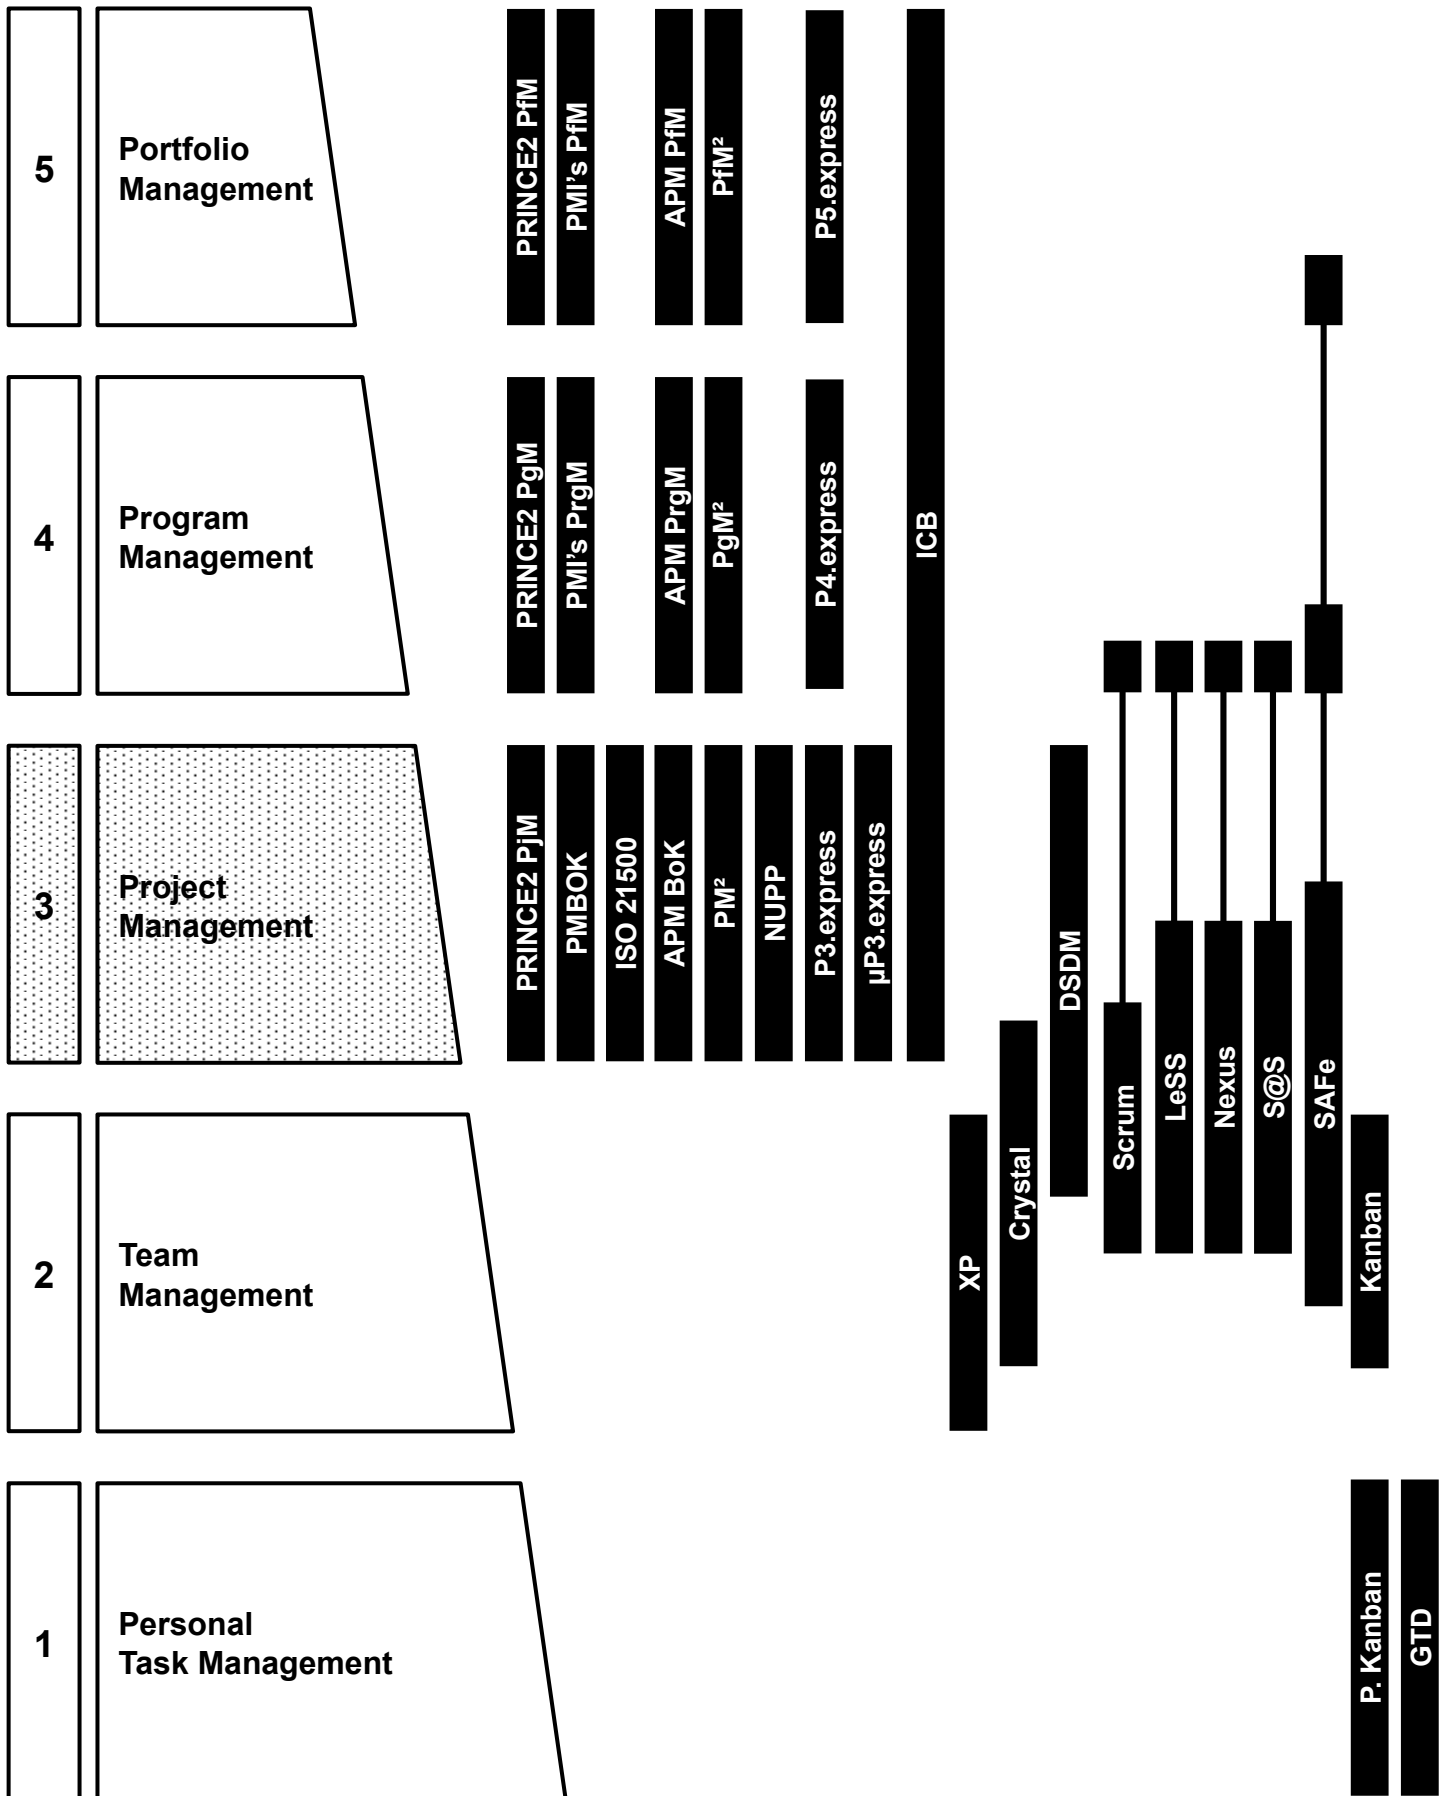 5
Portfolio
Management
PRINCE2 PfM
PMI's PfM
APM PfM
PfM²
P5.express
4
Program
Management
PRINCE2 PgM
PMI's PrgM
APM PrgM
PgM²
P4.express
ICB
3
Project
Management
PRINCE2 PjM
PMBOK
ISO 21500
APM BoK
PM²
NUPP
P3.express
µP3.express
DSDM
Scrum
LeSS
Nexus
S@S
SAFe
2
Team
Management
XP
Crystal
Kanban
1
Personal
Task Management
P. Kanban
GTD